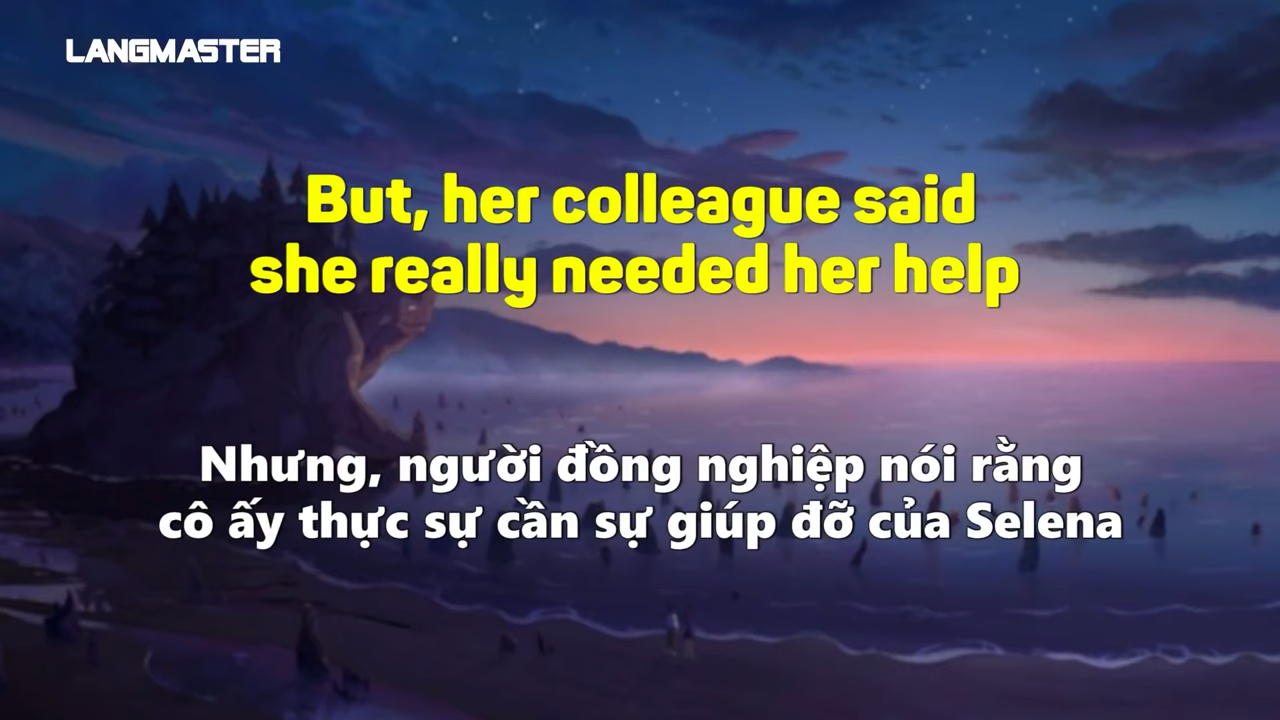 LANGMASTER
But, her colleague said
she really needed her help
Nhưng, người đồng nghiệp nói rằng
cô ấy thực sự cần sự giúp đỡ của Selena